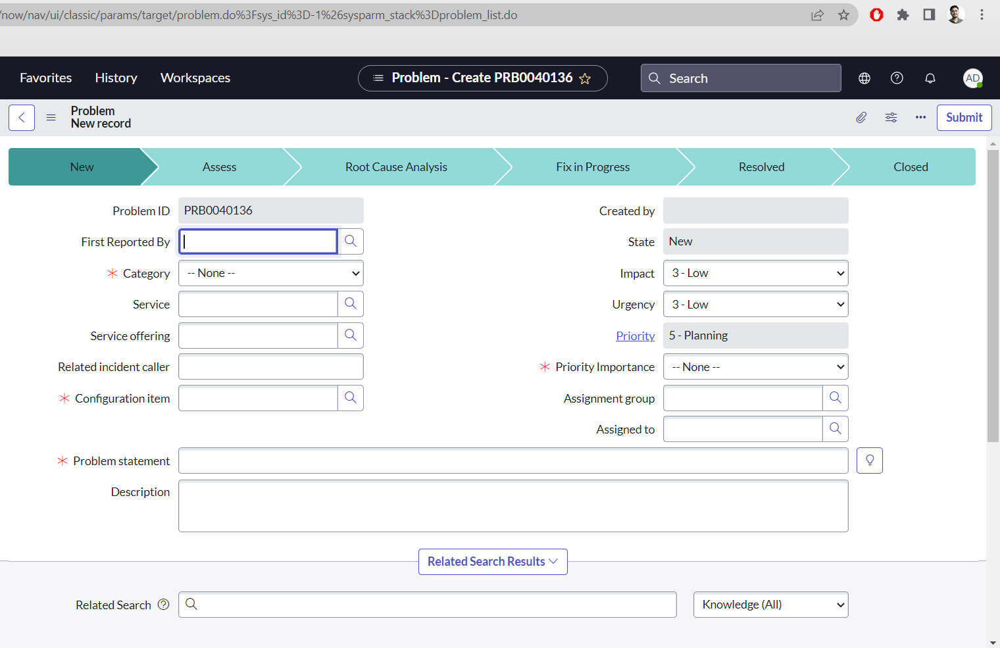 /now/nav/ui/classic/params/target/problem.do%3Fsys_id%3D-1%26sysparm_stack%3Dproblem_list.do
Favorites History Workspaces Problem - Create PRB0040136 Search AD
Problem
New record
Submit
New Assess Root Cause Analysis Fix in Progress Resolved Closed
Problem ID PRB0040136 Created by
First Reported By State New
* Category -- None -- Impact 3 - Low
Service Urgency 3 - Low
Service offering Priority 5 - Planning
Related incident caller * Priority Importance -- None --
* Configuration item Assignment group
Assigned to
* Problem statement
Description
Related Search Results
Related Search Knowledge (All)